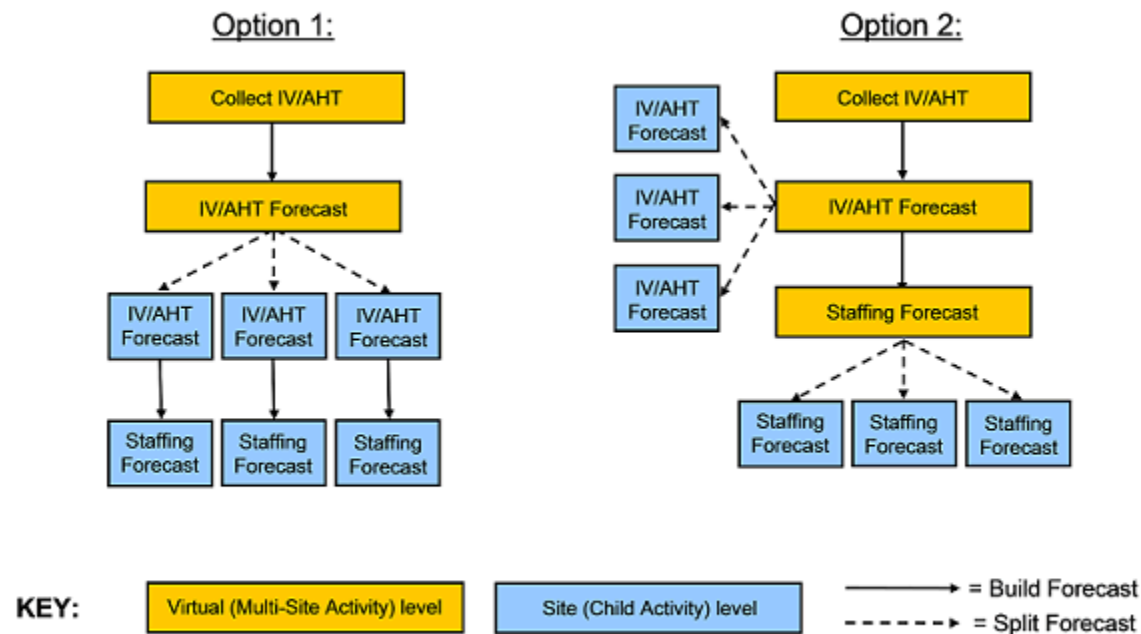 Option 1:
Collect IV/AHT
IV/AHT Forecast
IV/AHT
Forecast
IV/AHT
Forecast
IV/AHT
Forecast
Staffing
Forecast
Staffing
Forecast
Staffing
Forecast
Option 2:
Collect IV/AHT
IV/AHT
Forecast
IV/AHT
Forecast
IV/AHT
Forecast
IV/AHT Forecast
Staffing Forecast
Staffing
Forecast
Staffing
Forecast
Staffing
Forecast
KEY:
Virtual (Multi-Site Activity) level
Site (Child Activity) level
= Build Forecast
= Split Forecast